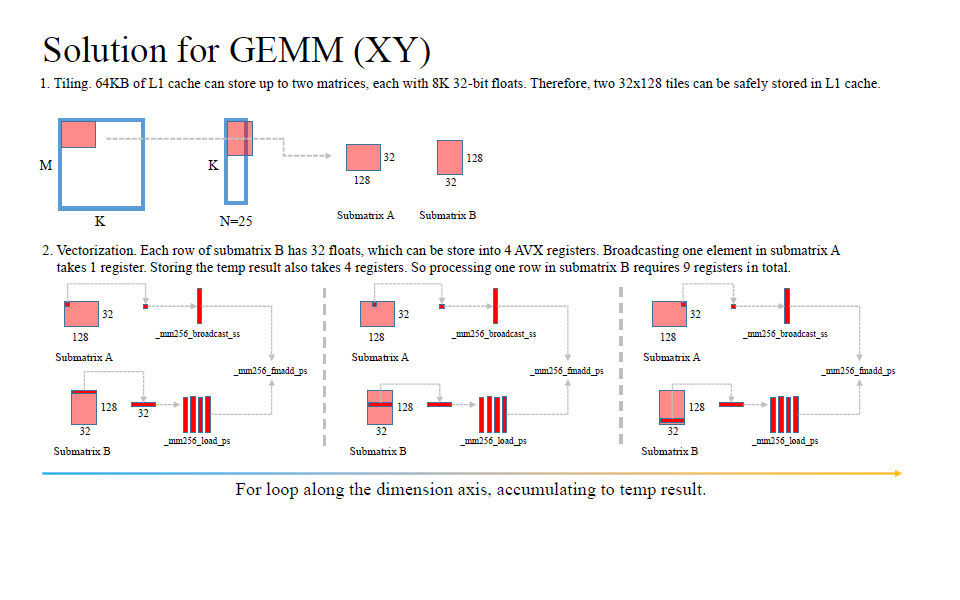 Solution for GEMM (XY)
1. Tiling. 64KB of L1 cache can store up to two matrices, each with 8K 32-bit floats. Therefore, two 32x128 tiles can be safely stored in L1 cache.
M
K
K
N=25
32
128
Submatrix A
128
32
Submatrix B
2. Vectorization. Each row of submatrix B has 32 floats, which can be store into 4 AVX registers. Broadcasting one element in submatrix A
takes 1 register. Storing the temp result also takes 4 registers. So processing one row in submatrix B requires 9 registers in total.
32
128
Submatrix A
_mm256_broadcast_ss
_mm256_fmadd_ps
128
32
32
Submatrix B
_mm256_load_ps
32
128
Submatrix A
_mm256_broadcast_ss
_mm256_fmadd_ps
128
32
Submatrix B
_mm256_load_ps
32
128
Submatrix A
_mm256_broadcast_ss
_mm256_fmadd_ps
128
32
Submatrix B
_mm256_load_ps
For loop along the dimension axis, accumulating to temp result.